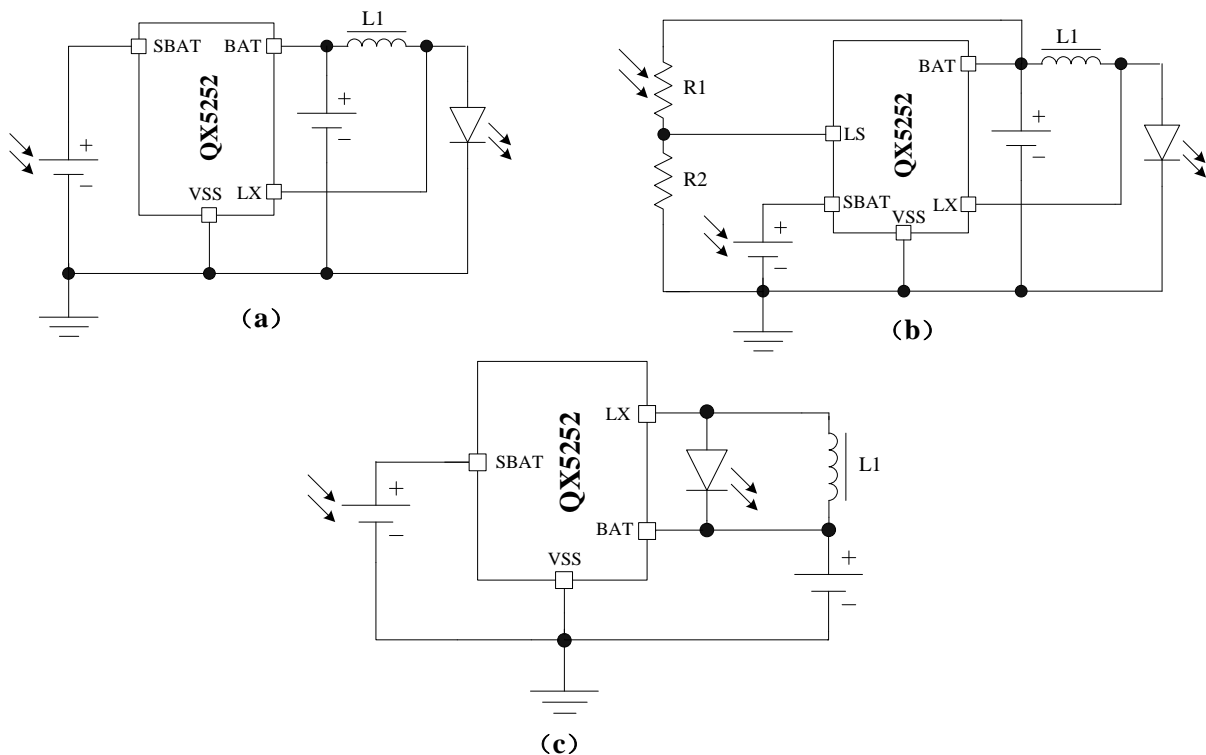 L1
SBAT
BAT
QX5252
+
+
−
−
VSS
LX
（a）
L1
BAT
R1
LS
QX5252
+
−
R2
SBAT
LX
VSS
+
−
（b）
LX
QX5252
SBAT
L1
+
−
BAT
VSS
+
−
（c）